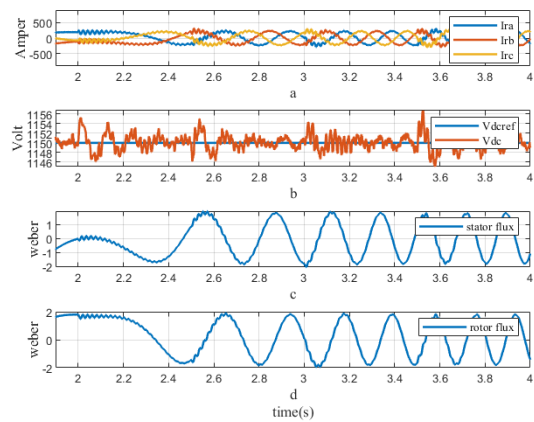 Amper
500
0
-500
Ira
Irb
Irc
2 2.2 2.4 2.6 2.8 3 3.2 3.4 3.6 3.8 4
a
Volt
1156
1154
1152
1150
1148
1146
Vdcref
Vdc
2 2.2 2.4 2.6 2.8 3 3.2 3.4 3.6 3.8 4
b
weber
1
0
-1
-2
stator flux
2 2.2 2.4 2.6 2.8 3 3.2 3.4 3.6 3.8 4
c
weber
2
0
-2
rotor flux
2 2.2 2.4 2.6 2.8 3 3.2 3.4 3.6 3.8 4
d
time(s)